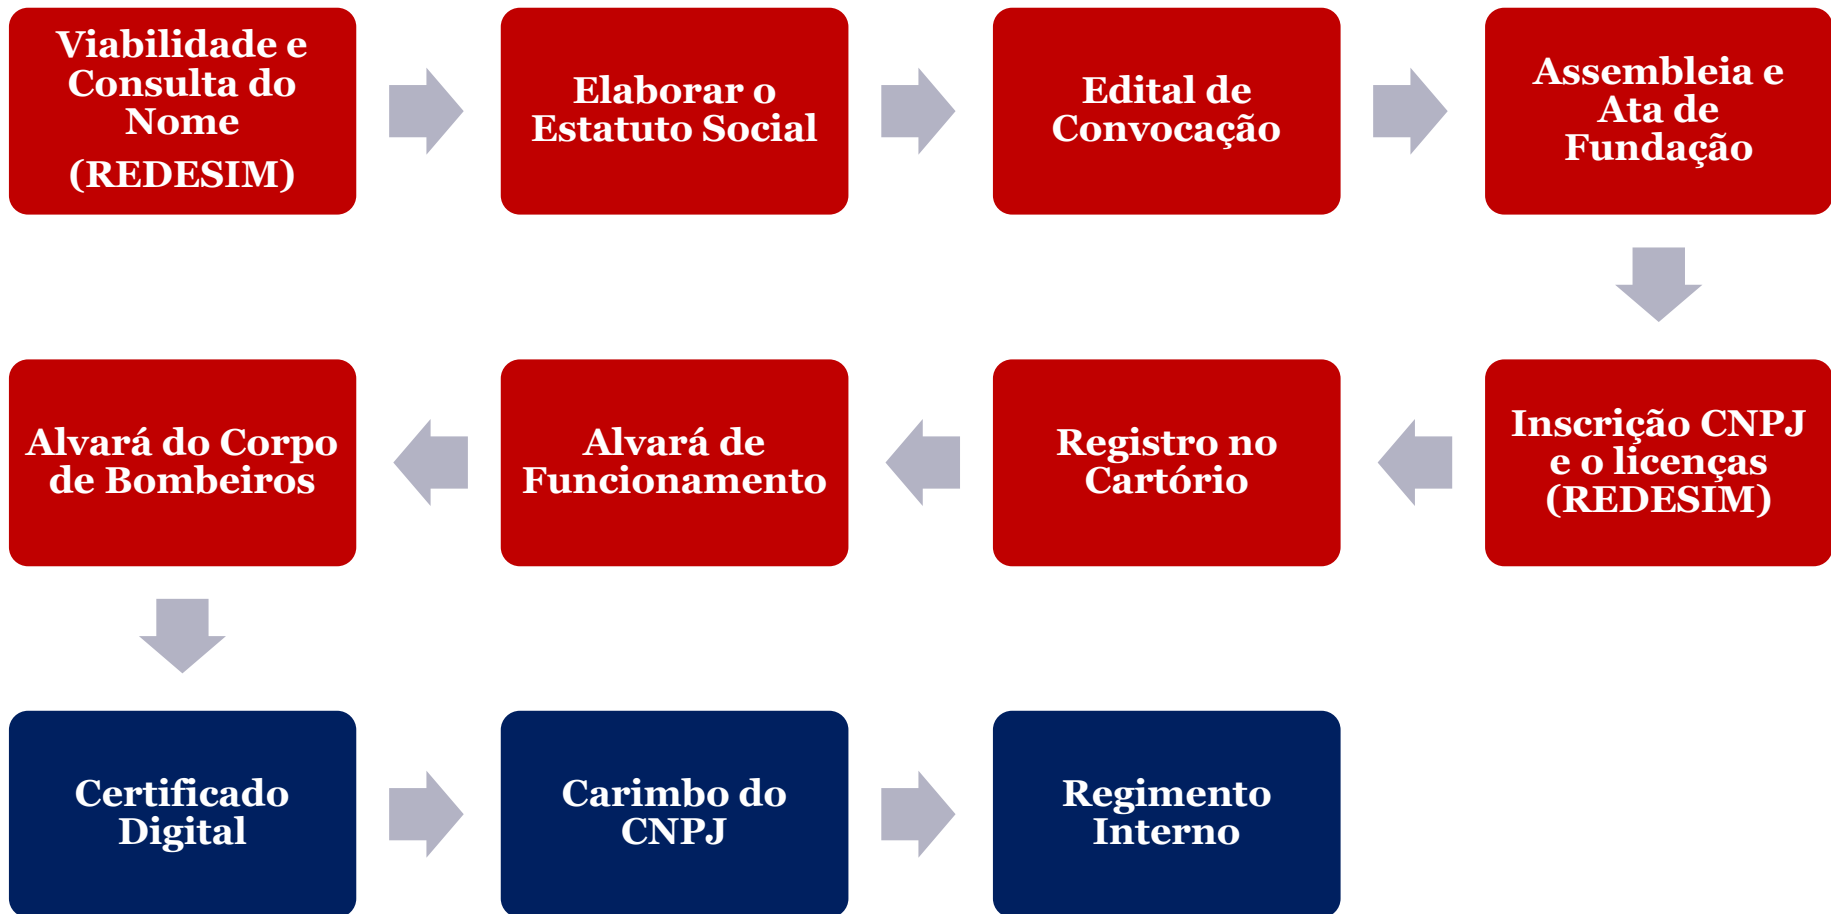 Viabilidade e
Consulta do
Nome
(REDESIM)
Elaborar o
Estatuto Social
Edital de
Convocação
Assembleia e
Ata de
Fundação
Inscrição CNPJ
e o licenças
(REDESIM)
Registro no
Cartório
Alvará de
Funcionamento
Alvará do Corpo
de Bombeiros
Certificado
Digital
Carimbo do
CNPJ
Regimento
Interno